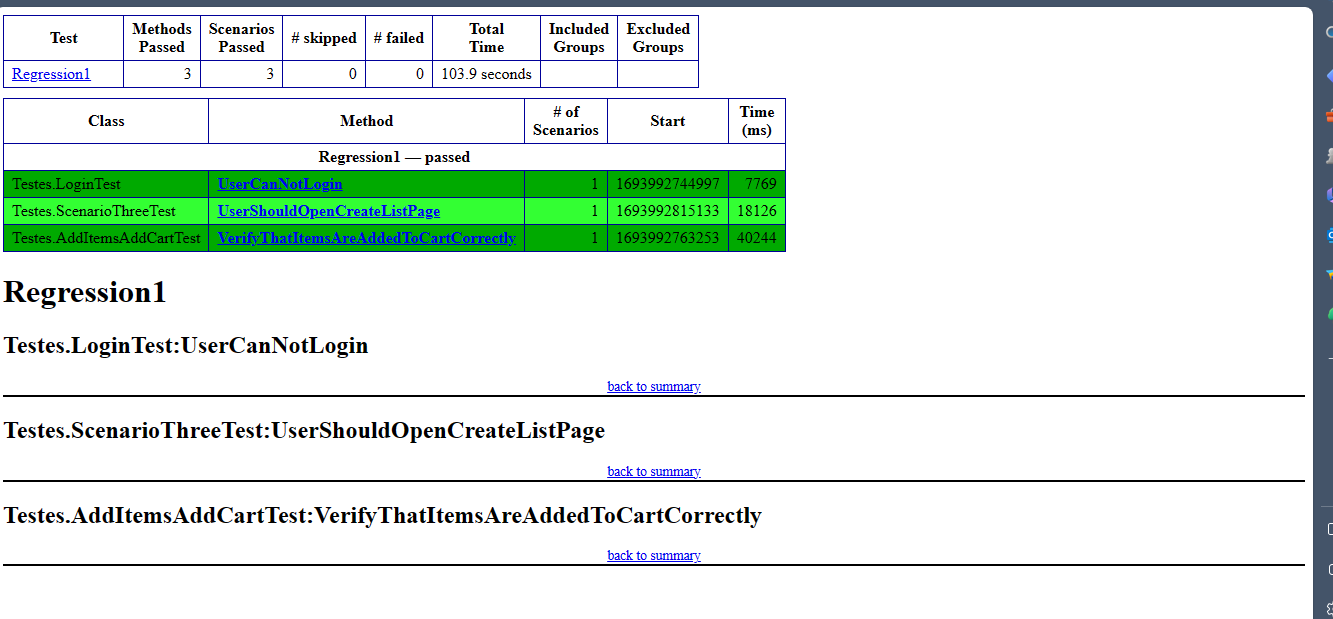 Test Methods Passed Scenarios Passed # skipped # failed Total Time Included Groups Excluded Groups
Regression1 3 3 0 0 103.9 seconds
Class Method # of Scenarios Start Time (ms)
Regression1 — passed
Testes.LoginTest UserCanNotLogin 1 1693992744997 7769
Testes.ScenarioThreeTest UserShouldOpenCreateListPage 1 1693992815133 18126
Testes.AddItemsAddCartTest VerifyThatItemsAreAddedToCartCorrectly 1 1693992763253 40244
Regression1
Testes.LoginTest:UserCanNotLogin
back to summary
Testes.ScenarioThreeTest:UserShouldOpenCreateListPage
back to summary
Testes.AddItemsAddCartTest:VerifyThatItemsAreAddedToCartCorrectly
back to summary